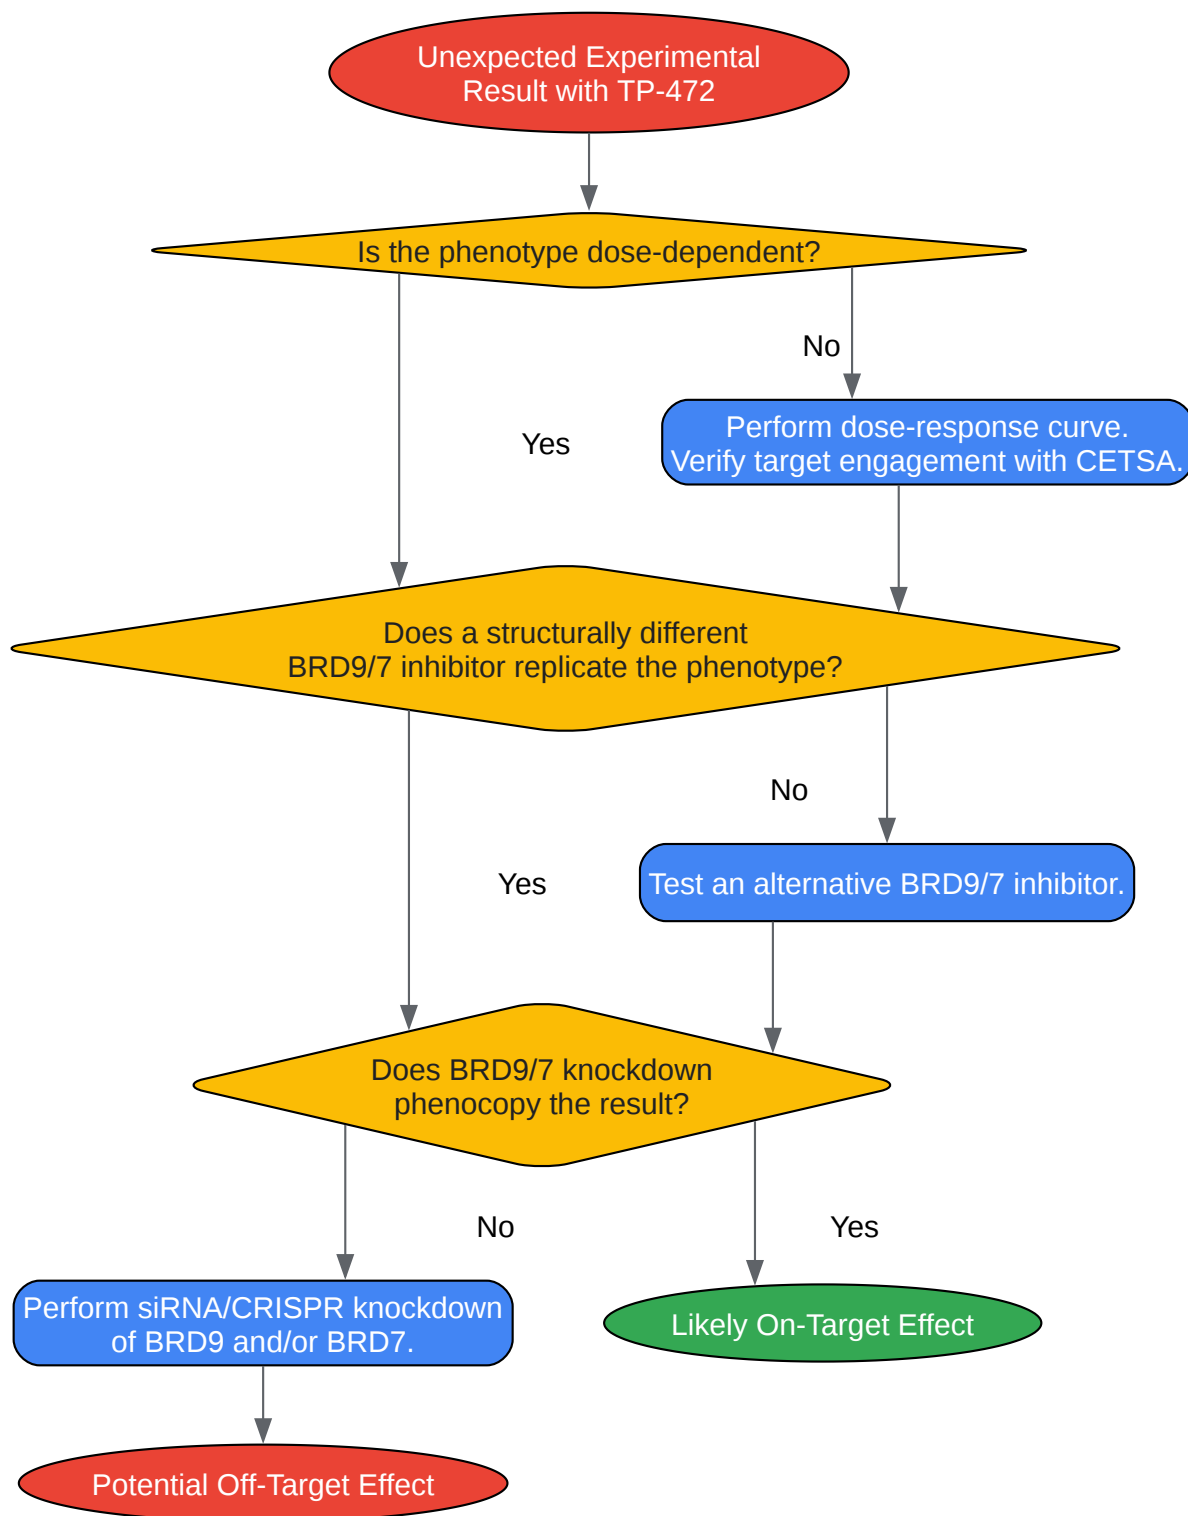 Unexpected Experimental
Result with TP-472
Is the phenotype dose-dependent?
No
Perform dose-response curve.
Verify target engagement with CETSA.
Yes
Does a structurally different
BRD9/7 inhibitor replicate the phenotype?
No
Test an alternative BRD9/7 inhibitor.
Yes
Does BRD9/7 knockdown
phenocopy the result?
No
Yes
Perform siRNA/CRISPR knockdown
of BRD9 and/or BRD7.
Likely On-Target Effect
Potential Off-Target Effect